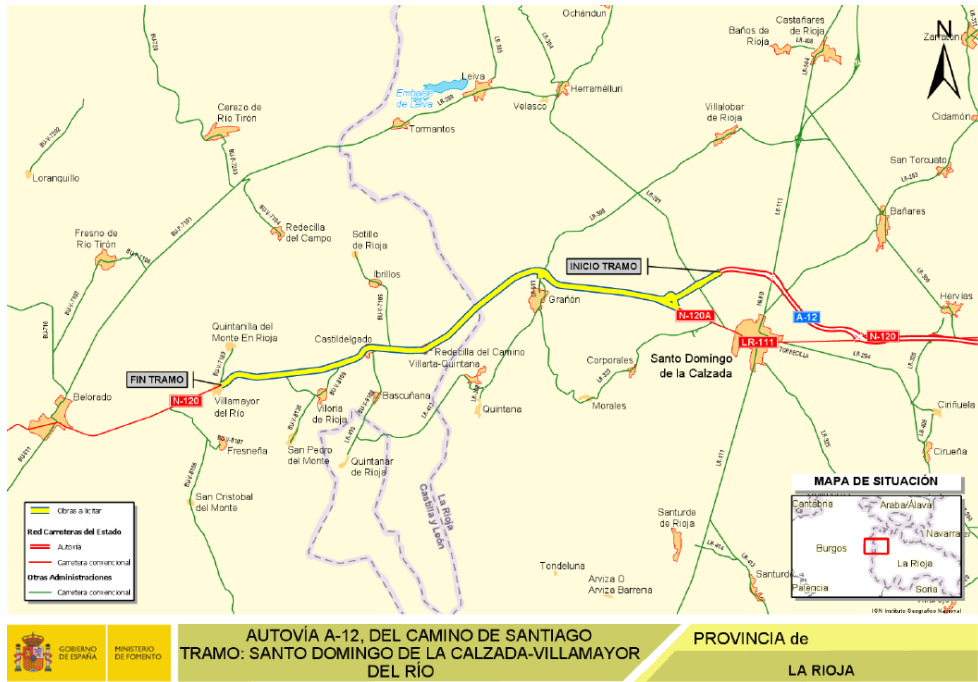 Ochánduri
Castañares
de Rioja
Baños de
Rioja
N
Zarratón
Leiva
Embalse
de Leiva
Herramélluri
Velasco
Cerezo de
Río Tirón
Tormantos
Villalobar
de Rioja
Cidamón
San Torcuato
Loranquillo
Bañares
Redecilla
del Campo
Sotillo
de Rioja
Fresno de
Río Tirón
Ibrillos
INICIO TRAMO
Grañón
Hervías
N-120A
A-12
N-120
LR-111
Quintanilla del
Monte En Rioja
Castildelgado
Redecilla del Camino
Villarta-Quintana
Corporales
Santo Domingo
de la Calzada
FIN TRAMO
Belorado
N-120
Villamayor
del Río
Viloria
de Rioja
Bascuñana
Quintana
Morales
Ciriñuela
Cirueña
Fresneña
San Pedro
del Monte
Quintanar
de Rioja
San Cristobal
del Monte
La Rioja
Castilla y León
Santurde
de Rioja
Tondeluna
Arviza O
Arviza Barrena
Santurde
Obras a licitar
Red Carreteras del Estado
Autovía
Carretera convencional
Otras Administraciones
Carretera convencional
MAPA DE SITUACIÓN
Cantabria
Araba/Álava
Navarra
Burgos
La Rioja
Palencia
Soria
IGN Instituto Geografico Nacional
GOBIERNO
DE ESPAÑA
MINISTERIO
DE FOMENTO
AUTOVÍA A-12, DEL CAMINO DE SANTIAGO
TRAMO: SANTO DOMINGO DE LA CALZADA-VILLAMAYOR
DEL RÍO
PROVINCIA de
LA RIOJA